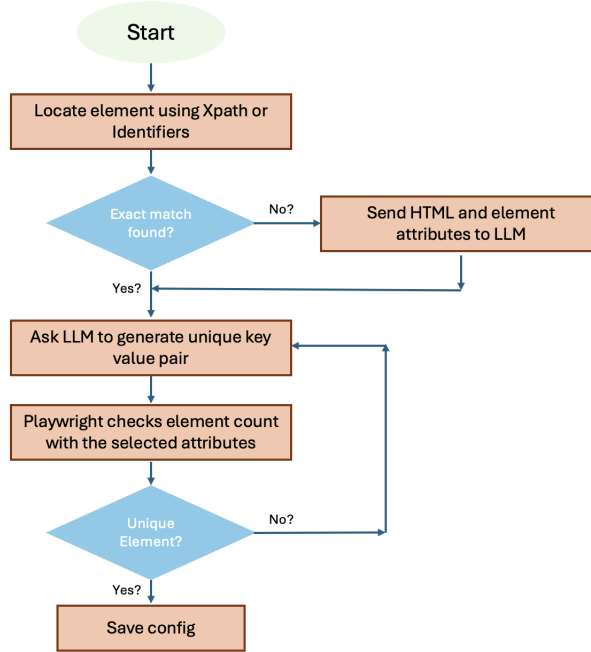 Start
Locate element using Xpath or
Identifiers
Exact match
found?
No?
Send HTML and element
attributes to LLM
Yes?
Ask LLM to generate unique key
value pair
Playwright checks element count
with the selected attributes
Unique
Element?
No?
Yes?
Save config